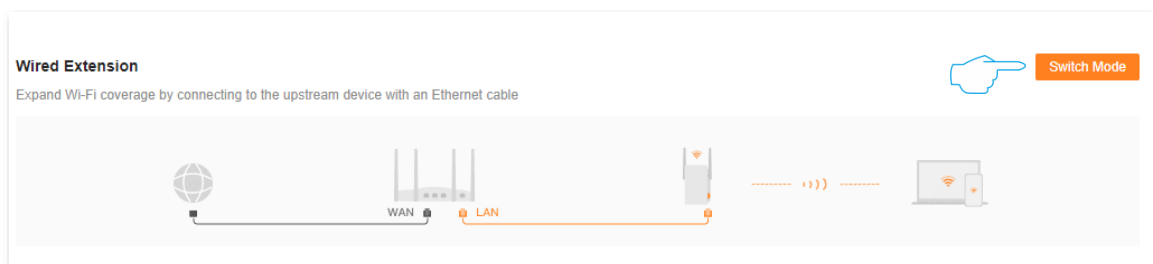 Wired Extension
Switch Mode
Expand Wi-Fi coverage by connecting to the upstream device with an Ethernet cable
WAN
LAN